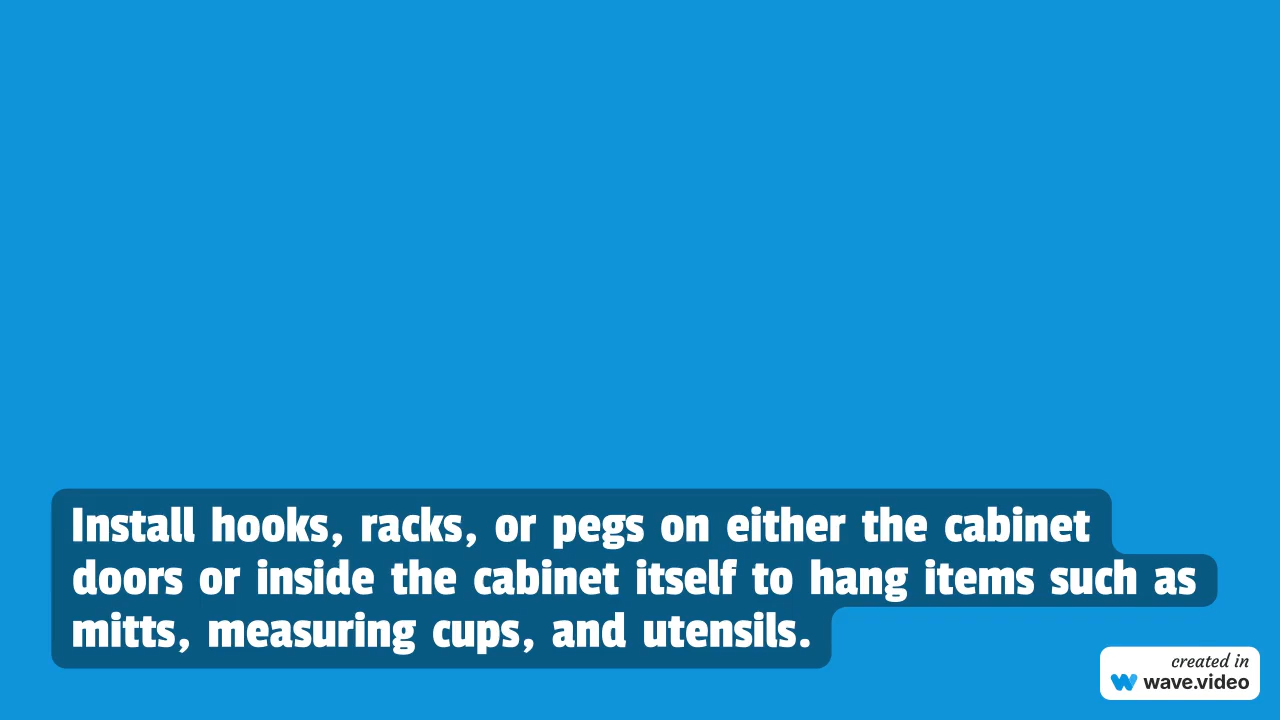 Install hooks, racks, or pegs on either the cabinet
doors or inside the cabinet itself to hang items such as
mitts, measuring cups, and utensils.
created in
wave.video